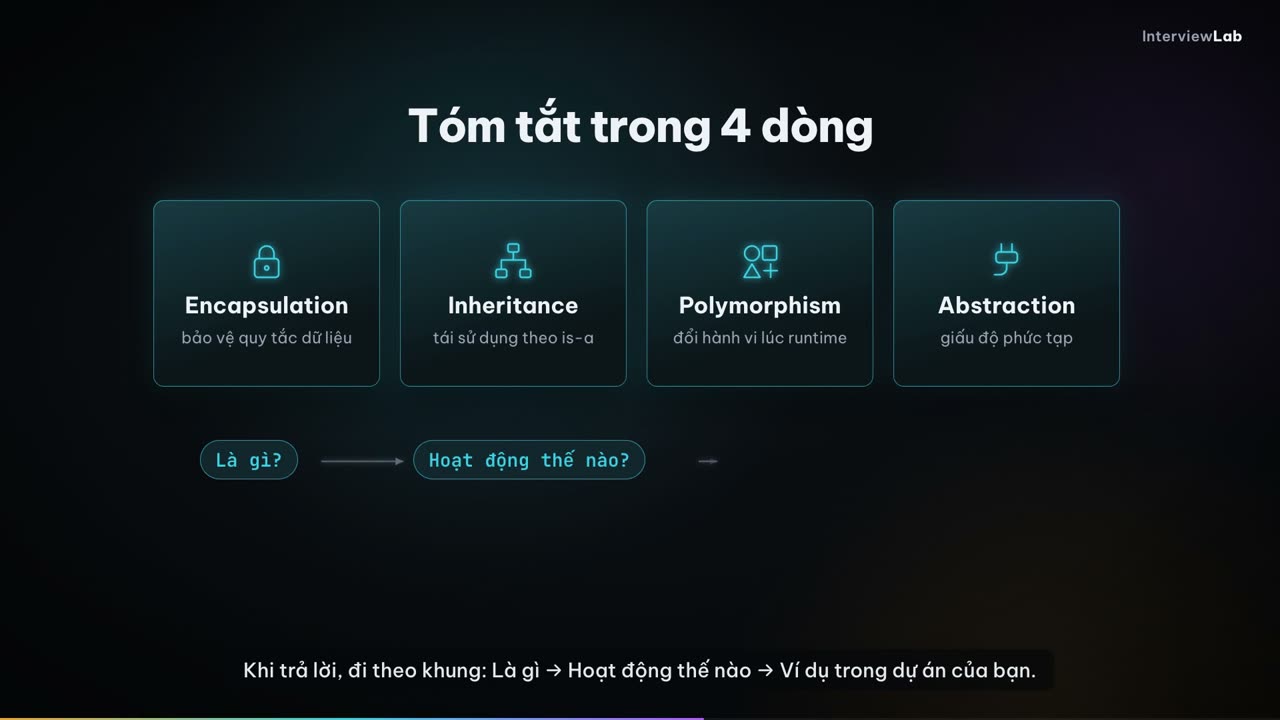 InterviewLab
Tóm tắt trong 4 dòng
Encapsulation
bảo vệ quy tắc dữ liệu
Inheritance
tái sử dụng theo is-a
Polymorphism
đổi hành vi lúc runtime
Abstraction
giấu độ phức tạp
Là gì?
Hoạt động thế nào?
Khi trả lời, đi theo khung: Là gì → Hoạt động thế nào → Ví dụ trong dự án của bạn.